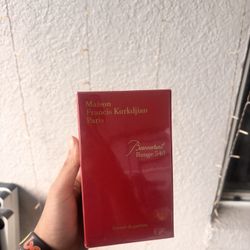 Maison
Francis Kurkdjian
Paris
Baccarat
Rouge 540